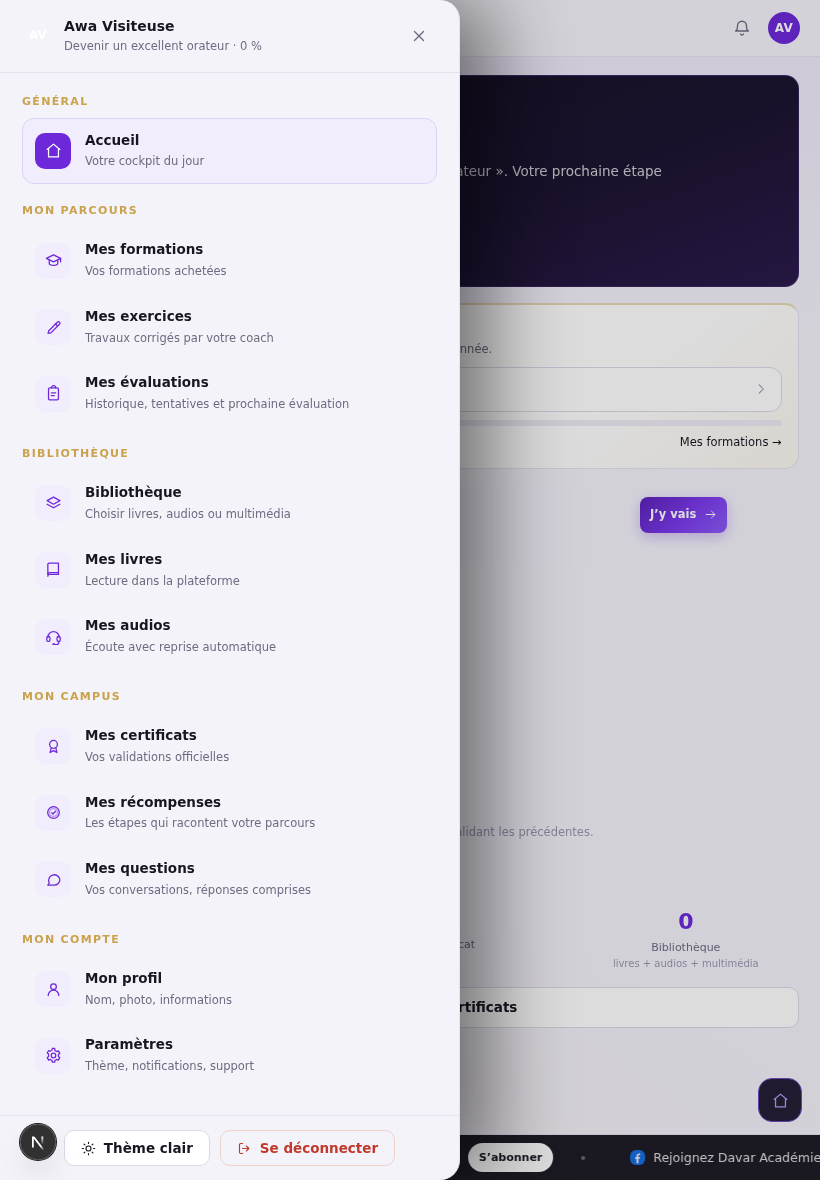 AV
Awa Visiteuse
Devenir un excellent orateur · 0 %
GÉNÉRAL
Accueil
Votre cockpit du jour
MON PARCOURS
Mes formations
Vos formations achetées
Mes exercices
Travaux corrigés par votre coach
Mes évaluations
Historique, tentatives et prochaine évaluation
BIBLIOTHÈQUE
Bibliothèque
Choisir livres, audios ou multimédia
Mes livres
Lecture dans la plateforme
Mes audios
Écoute avec reprise automatique
MON CAMPUS
Mes certificats
Vos validations officielles
Mes récompenses
Les étapes qui racontent votre parcours
Mes questions
Vos conversations, réponses comprises
MON COMPTE
Mon profil
Nom, photo, informations
Paramètres
Thème, notifications, support
N
Thème clair
Se déconnecter
AV
ateur ». Votre prochaine étape
nnée.
Mes formations →
J’y vais →
lidant les précédentes.
cat
0
Bibliothèque
livres + audios + multimédia
rtificats
S’abonner
•
Rejoignez Davar Académie